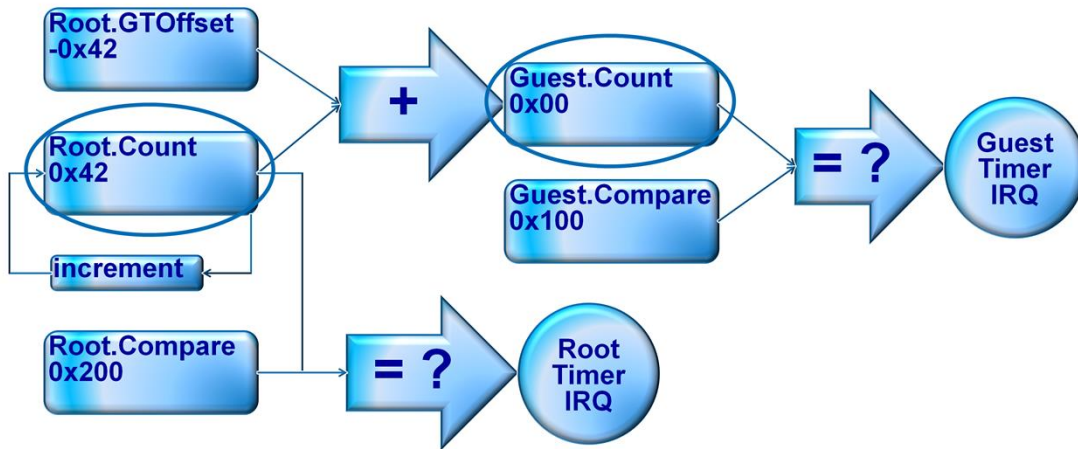 Root.GTOffset
-0x42
+
Guest.Count
0x00
Root.Count
0x42
= ?
Guest
Timer
IRQ
Guest.Compare
0x100
increment
Root.Compare
0x200
= ?
Root
Timer
IRQ